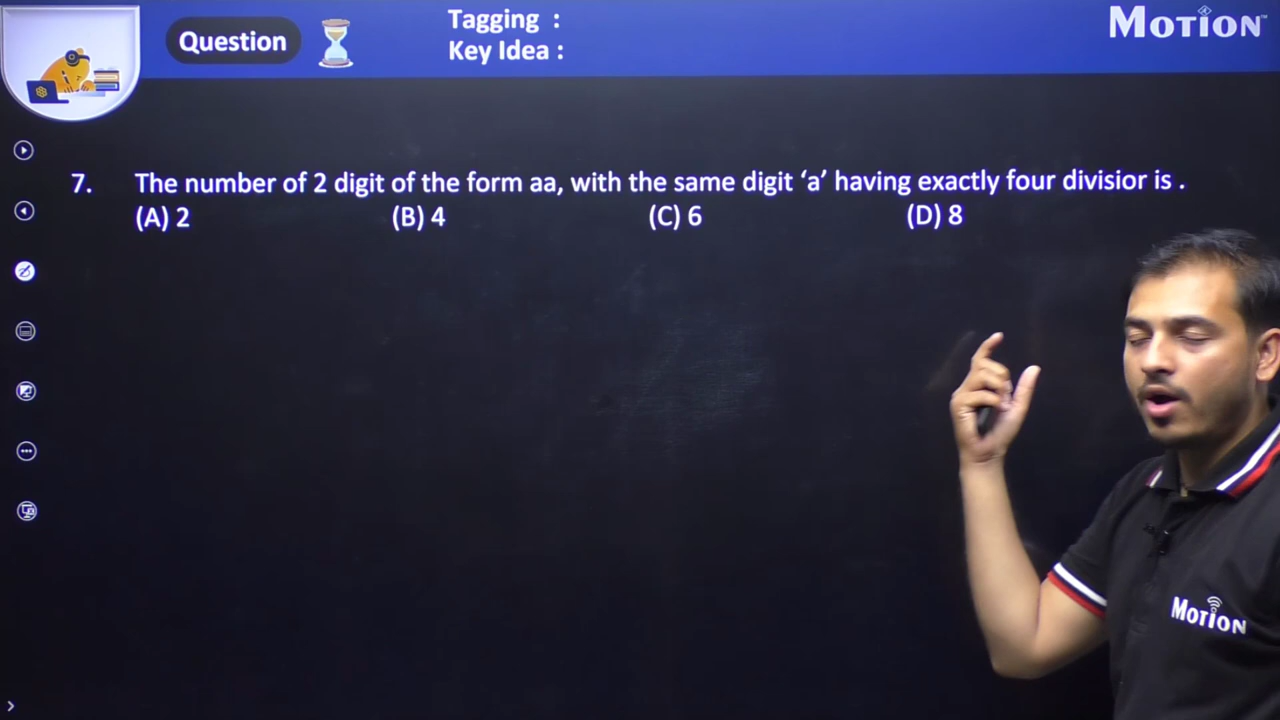 Question
Tagging :
Key Idea :
MOTION
7. The number of 2 digit of the form aa, with the same digit ‘a’ having exactly four divisior is .
(A) 2 (B) 4 (C) 6 (D) 8
MOTION